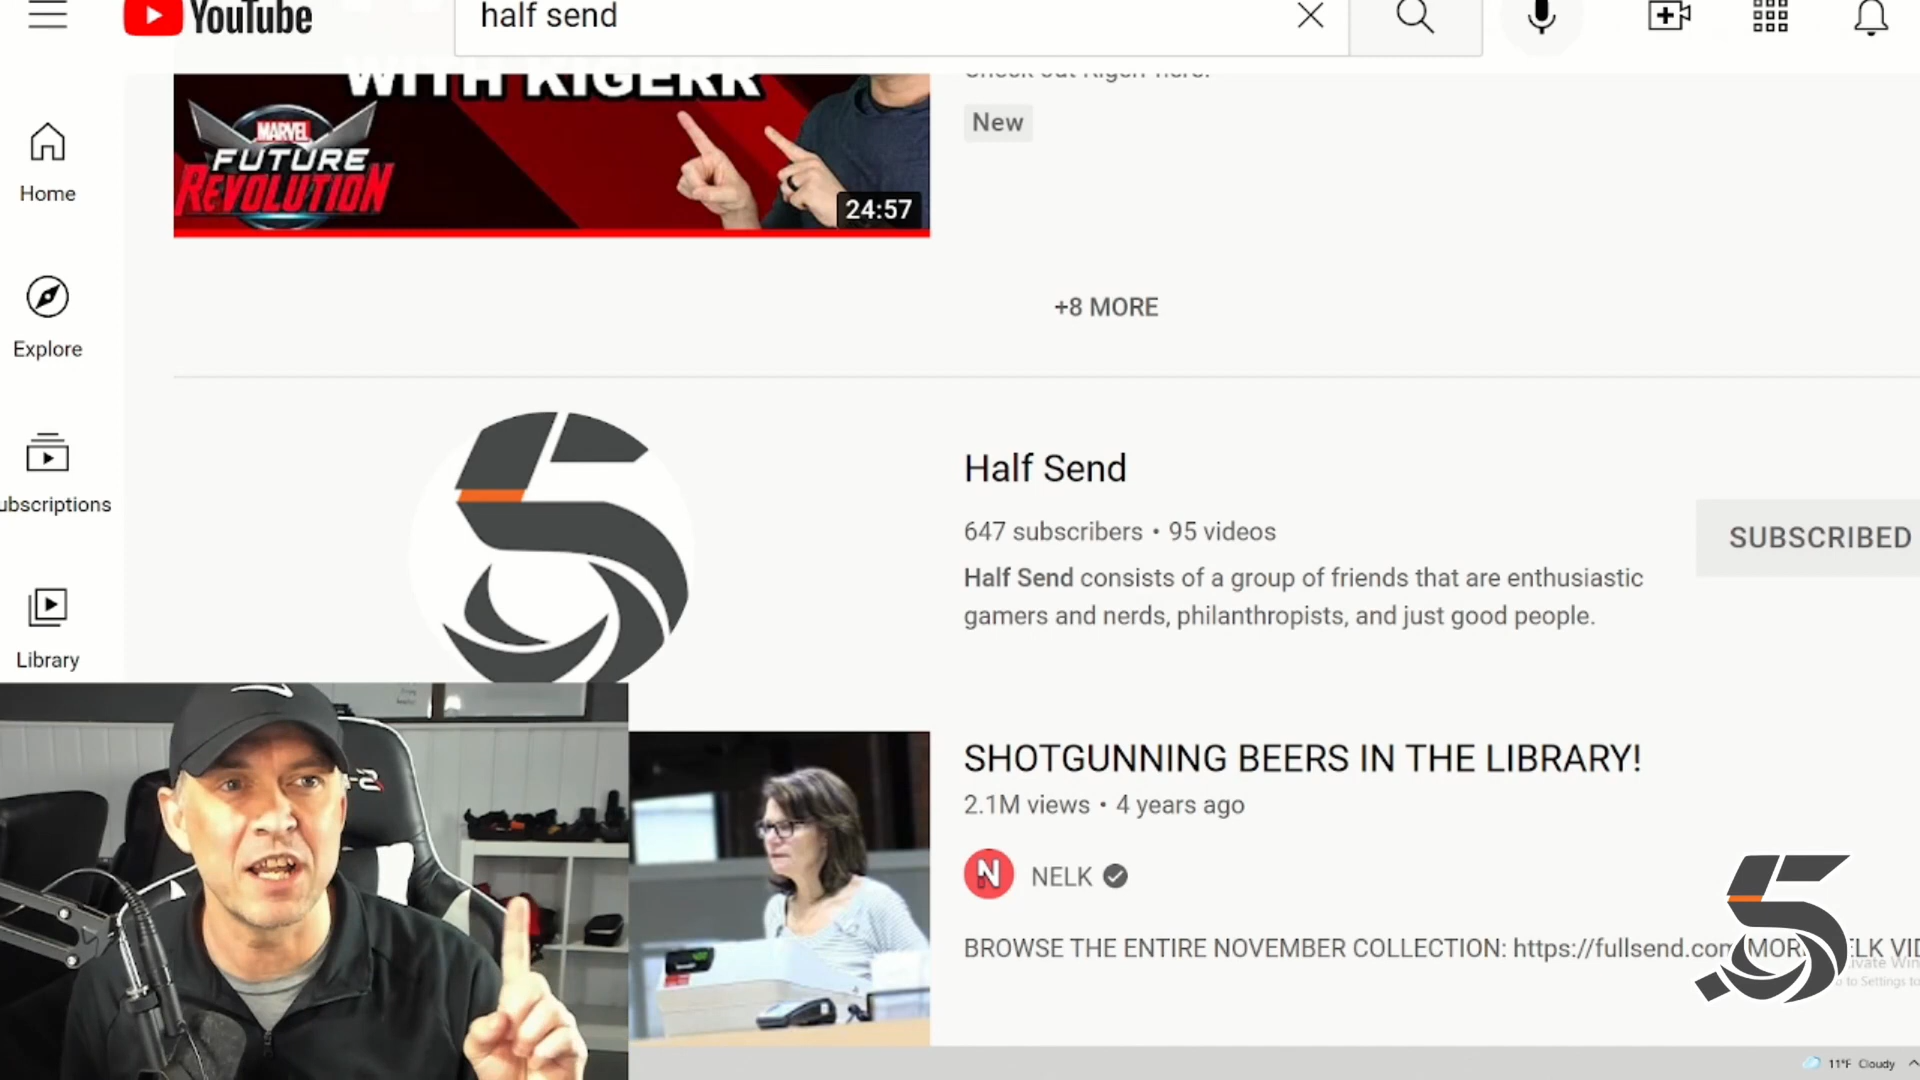 YouTube
half send
WITH KIGERR
MARVEL
FUTURE
REVOLUTION
24:57
New
+8 MORE
Home
Explore
ubscriptions
Library
Half Send
647 subscribers • 95 videos
SUBSCRIBED
Half Send consists of a group of friends that are enthusiastic
gamers and nerds, philanthropists, and just good people.
SHOTGUNNING BEERS IN THE LIBRARY!
2.1M views • 4 years ago
N NELK
BROWSE THE ENTIRE NOVEMBER COLLECTION: https://fullsend.com
11°F Cloudy